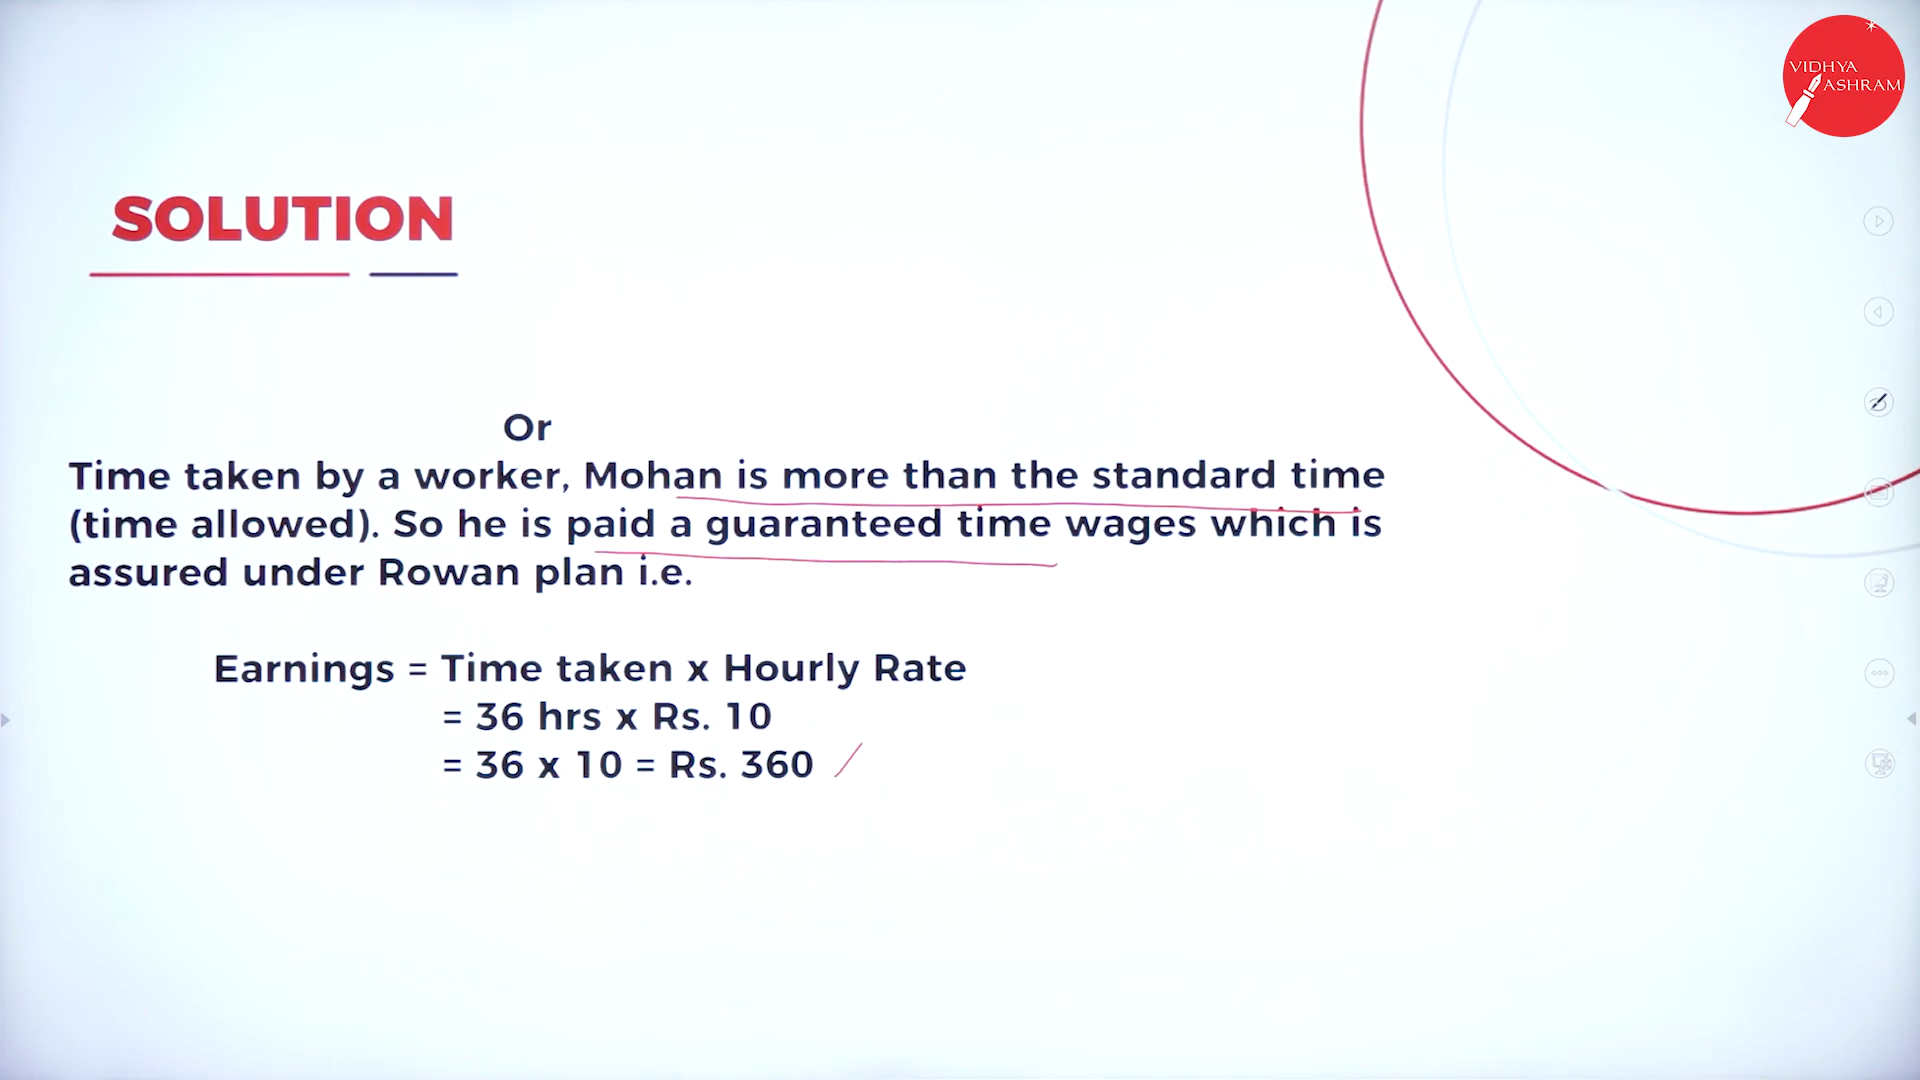 VIDHYA
ASHRAM
SOLUTION
Or
Time taken by a worker, Mohan is more than the standard time
(time allowed). So he is paid a guaranteed time wages which is
assured under Rowan plan i.e.
Earnings = Time taken x Hourly Rate
= 36 hrs x Rs. 10
= 36 x 10 = Rs. 360